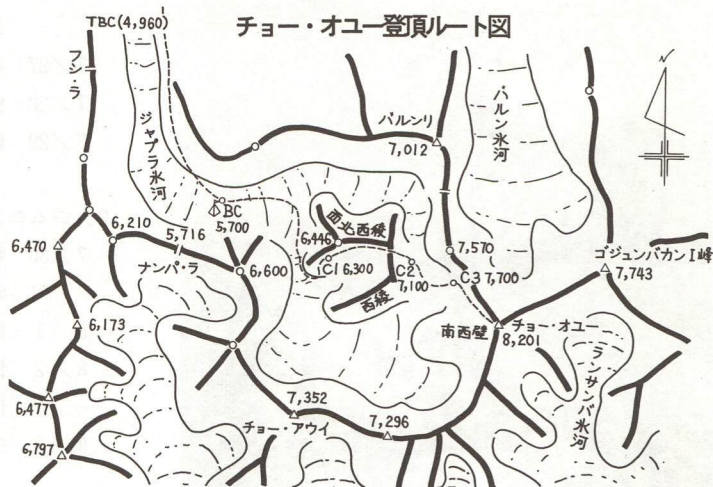 チョー・オユー登頂ルート図
TBC(4,960)
フシ・ラ
ジャブラ氷河
パルンリ
7,012
パルン氷河
N
BC
5,700
西北西稜
6,446
6,210
5,716
6,470
ナンパ・ラ
6,600
C1 6,300
C2
7,100
7,570
C3 7,700
ゴジュンバカンI峰
7,743
西稜
6,173
南西壁
チョー・オユー
8,201
ランサンバ氷河
6,477
7,352
チョー・アウイ
7,296
6,797